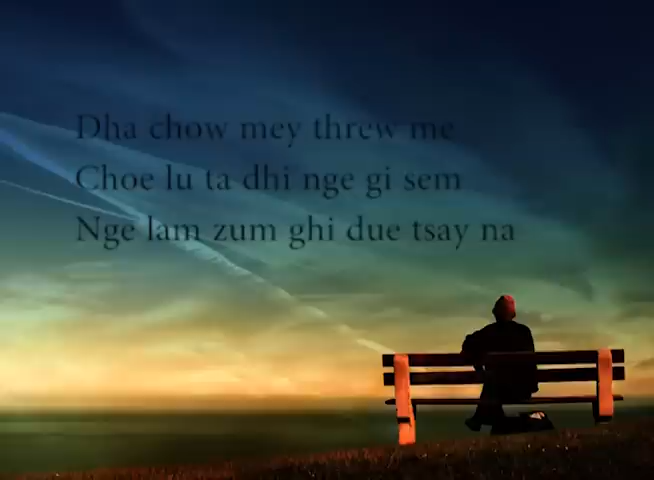 Dha chow mey threw me
Choe lu ta dhi nge gi sem
Nge lam zum ghi due tsay na